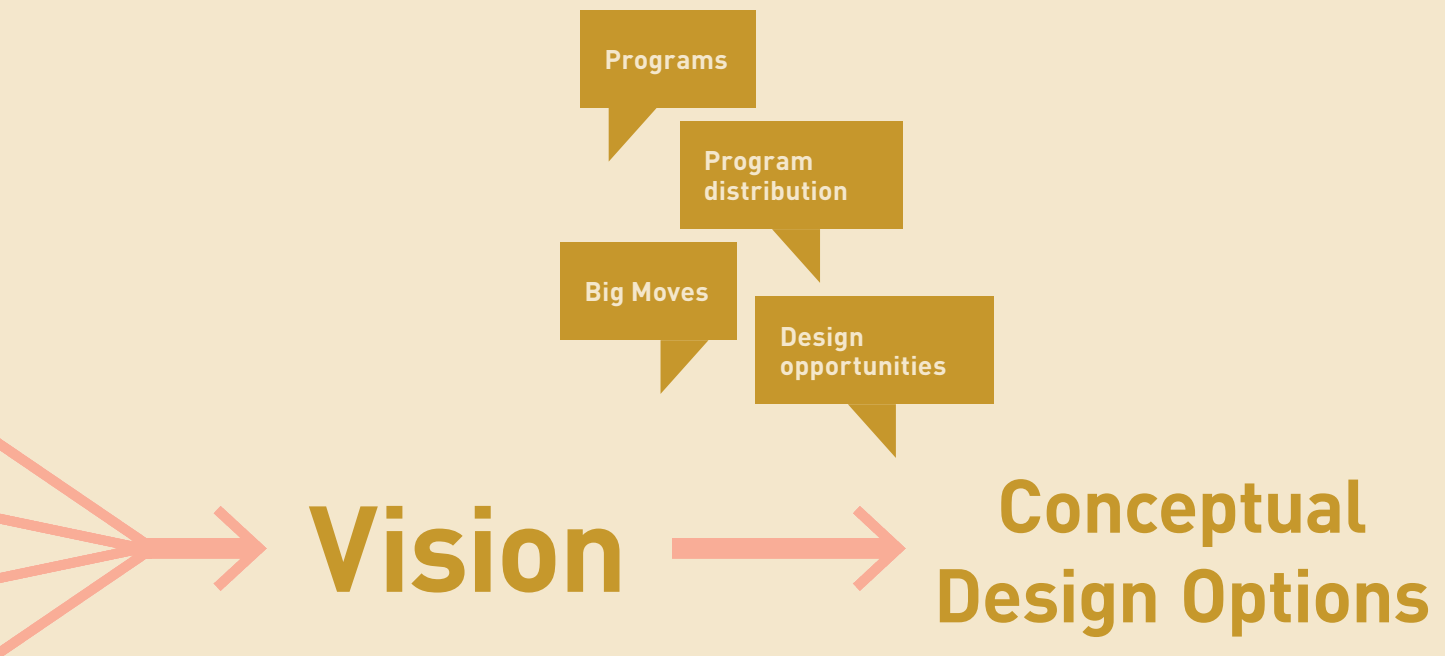 Programs
Program
distribution
Big Moves
Design
opportunities
Vision
Conceptual
Design Options